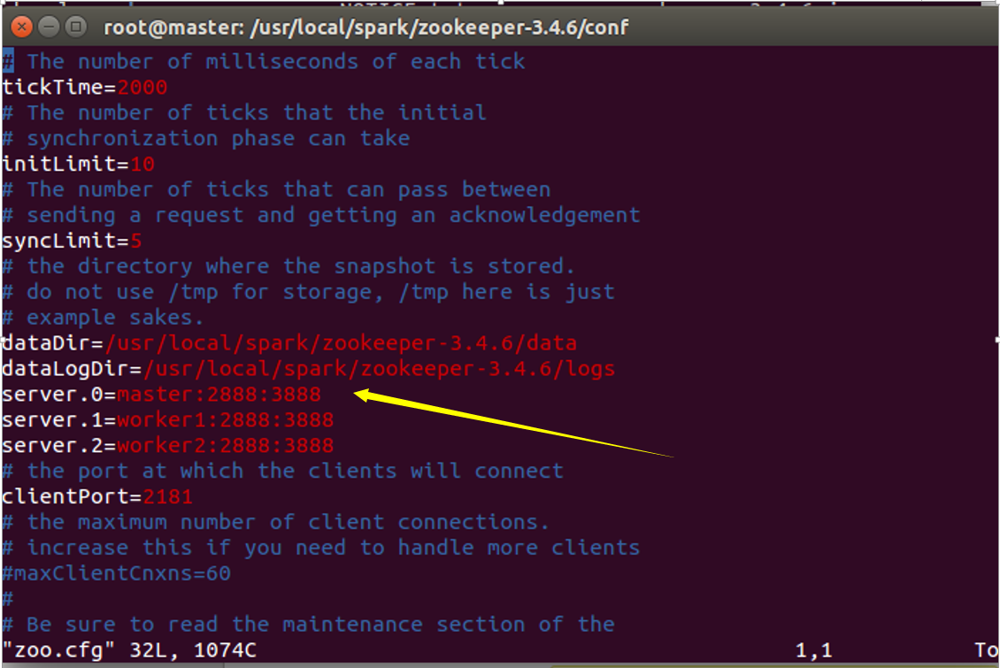 root@master: /usr/local/spark/zookeeper-3.4.6/conf
# The number of milliseconds of each tick
tickTime=2000
# The number of ticks that the initial
# synchronization phase can take
initLimit=10
# The number of ticks that can pass between
# sending a request and getting an acknowledgement
syncLimit=5
# the directory where the snapshot is stored.
# do not use /tmp for storage, /tmp here is just
# example sakes.
dataDir=/usr/local/spark/zookeeper-3.4.6/data
dataLogDir=/usr/local/spark/zookeeper-3.4.6/logs
server.0=master:2888:3888
server.1=worker1:2888:3888
server.2=worker2:2888:3888
# the port at which the clients will connect
clientPort=2181
# the maximum number of client connections.
# increase this if you need to handle more clients
#maxClientCnxns=60
#
# Be sure to read the maintenance section of the
"zoo.cfg" 32L, 1074C 1,1 To